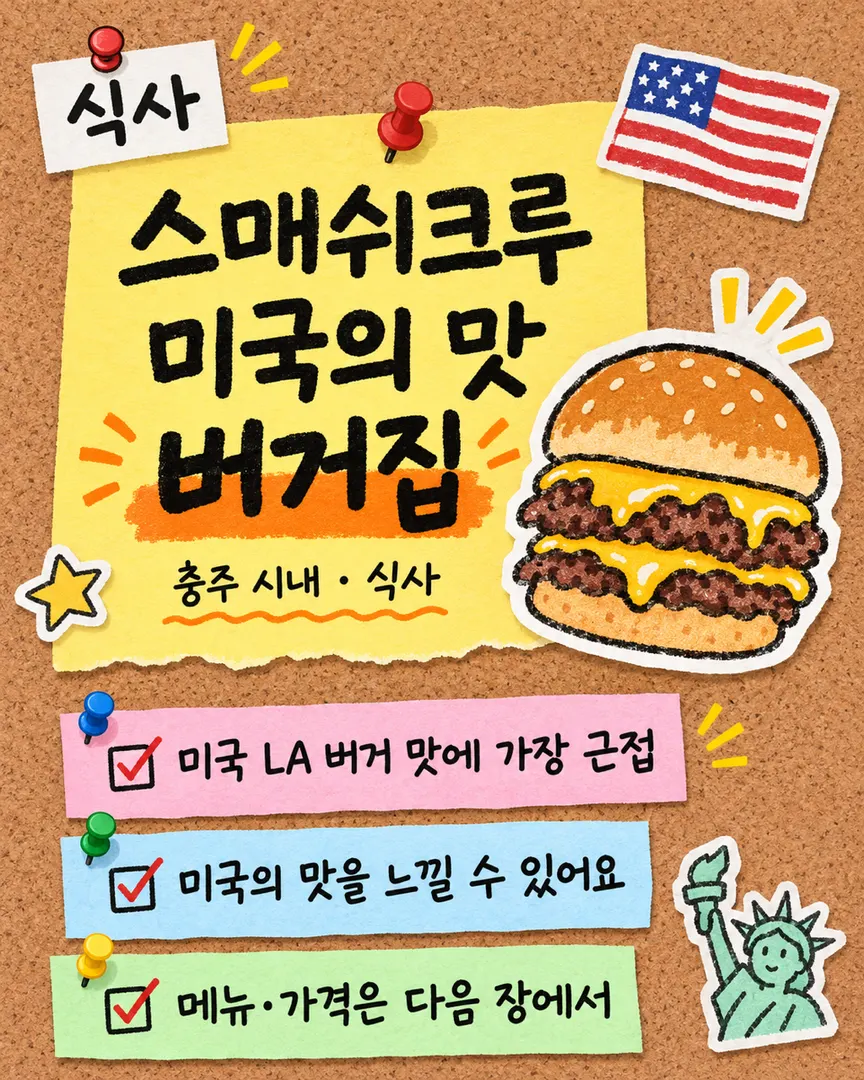 식사
스매쉬크루
미국의 맛
버거집
충주 시내 · 식사
미국 LA 버거 맛에 가장 근접
미국의 맛을 느낄 수 있어요
메뉴·가격은 다음 장에서